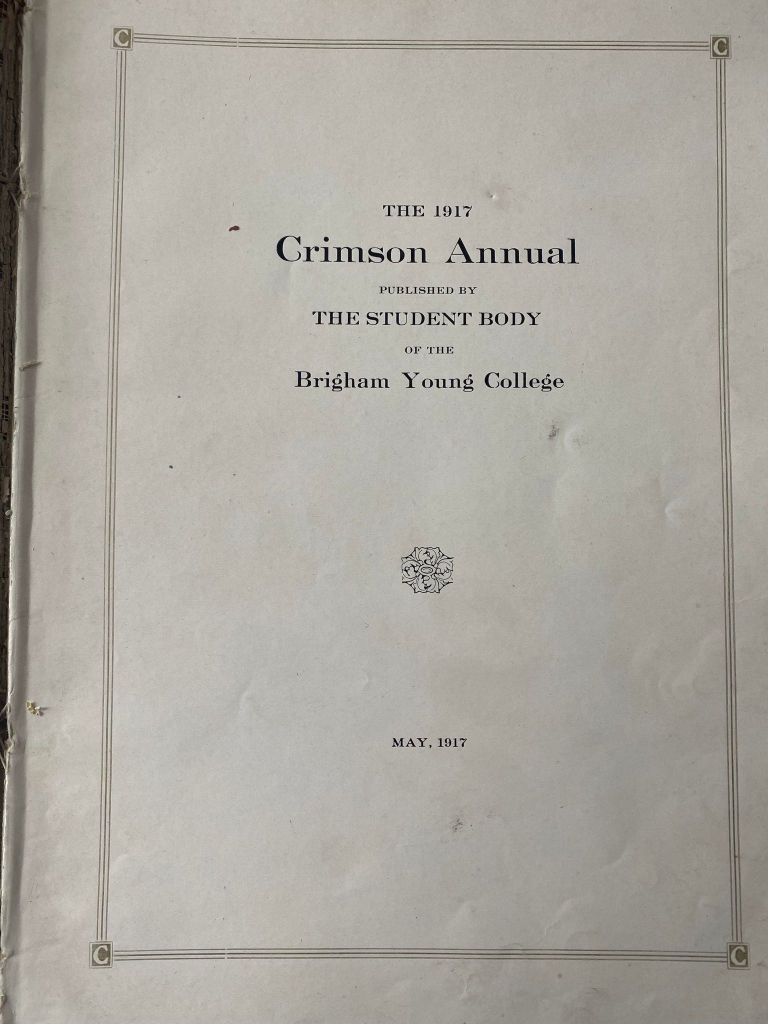 C C
THE 1917
Crimson Annual
PUBLISHED BY
THE STUDENT BODY
OF THE
Brigham Young College
MAY, 1917
C C